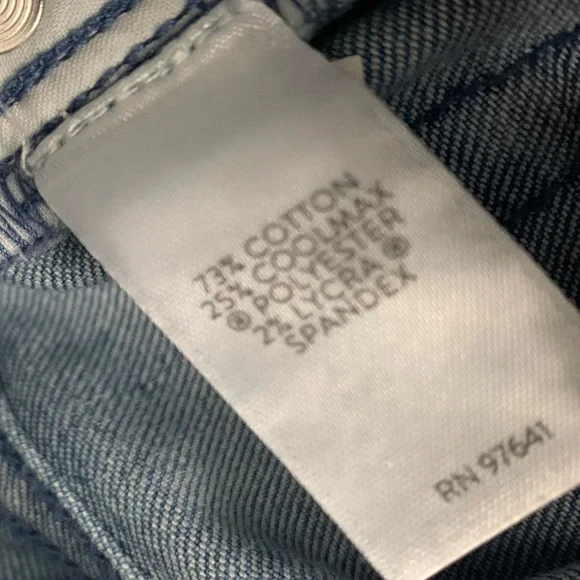 73% COTTON
25% COOLMAX
® POLYESTER
2% LYCRA ®
SPANDEX
RN 97641